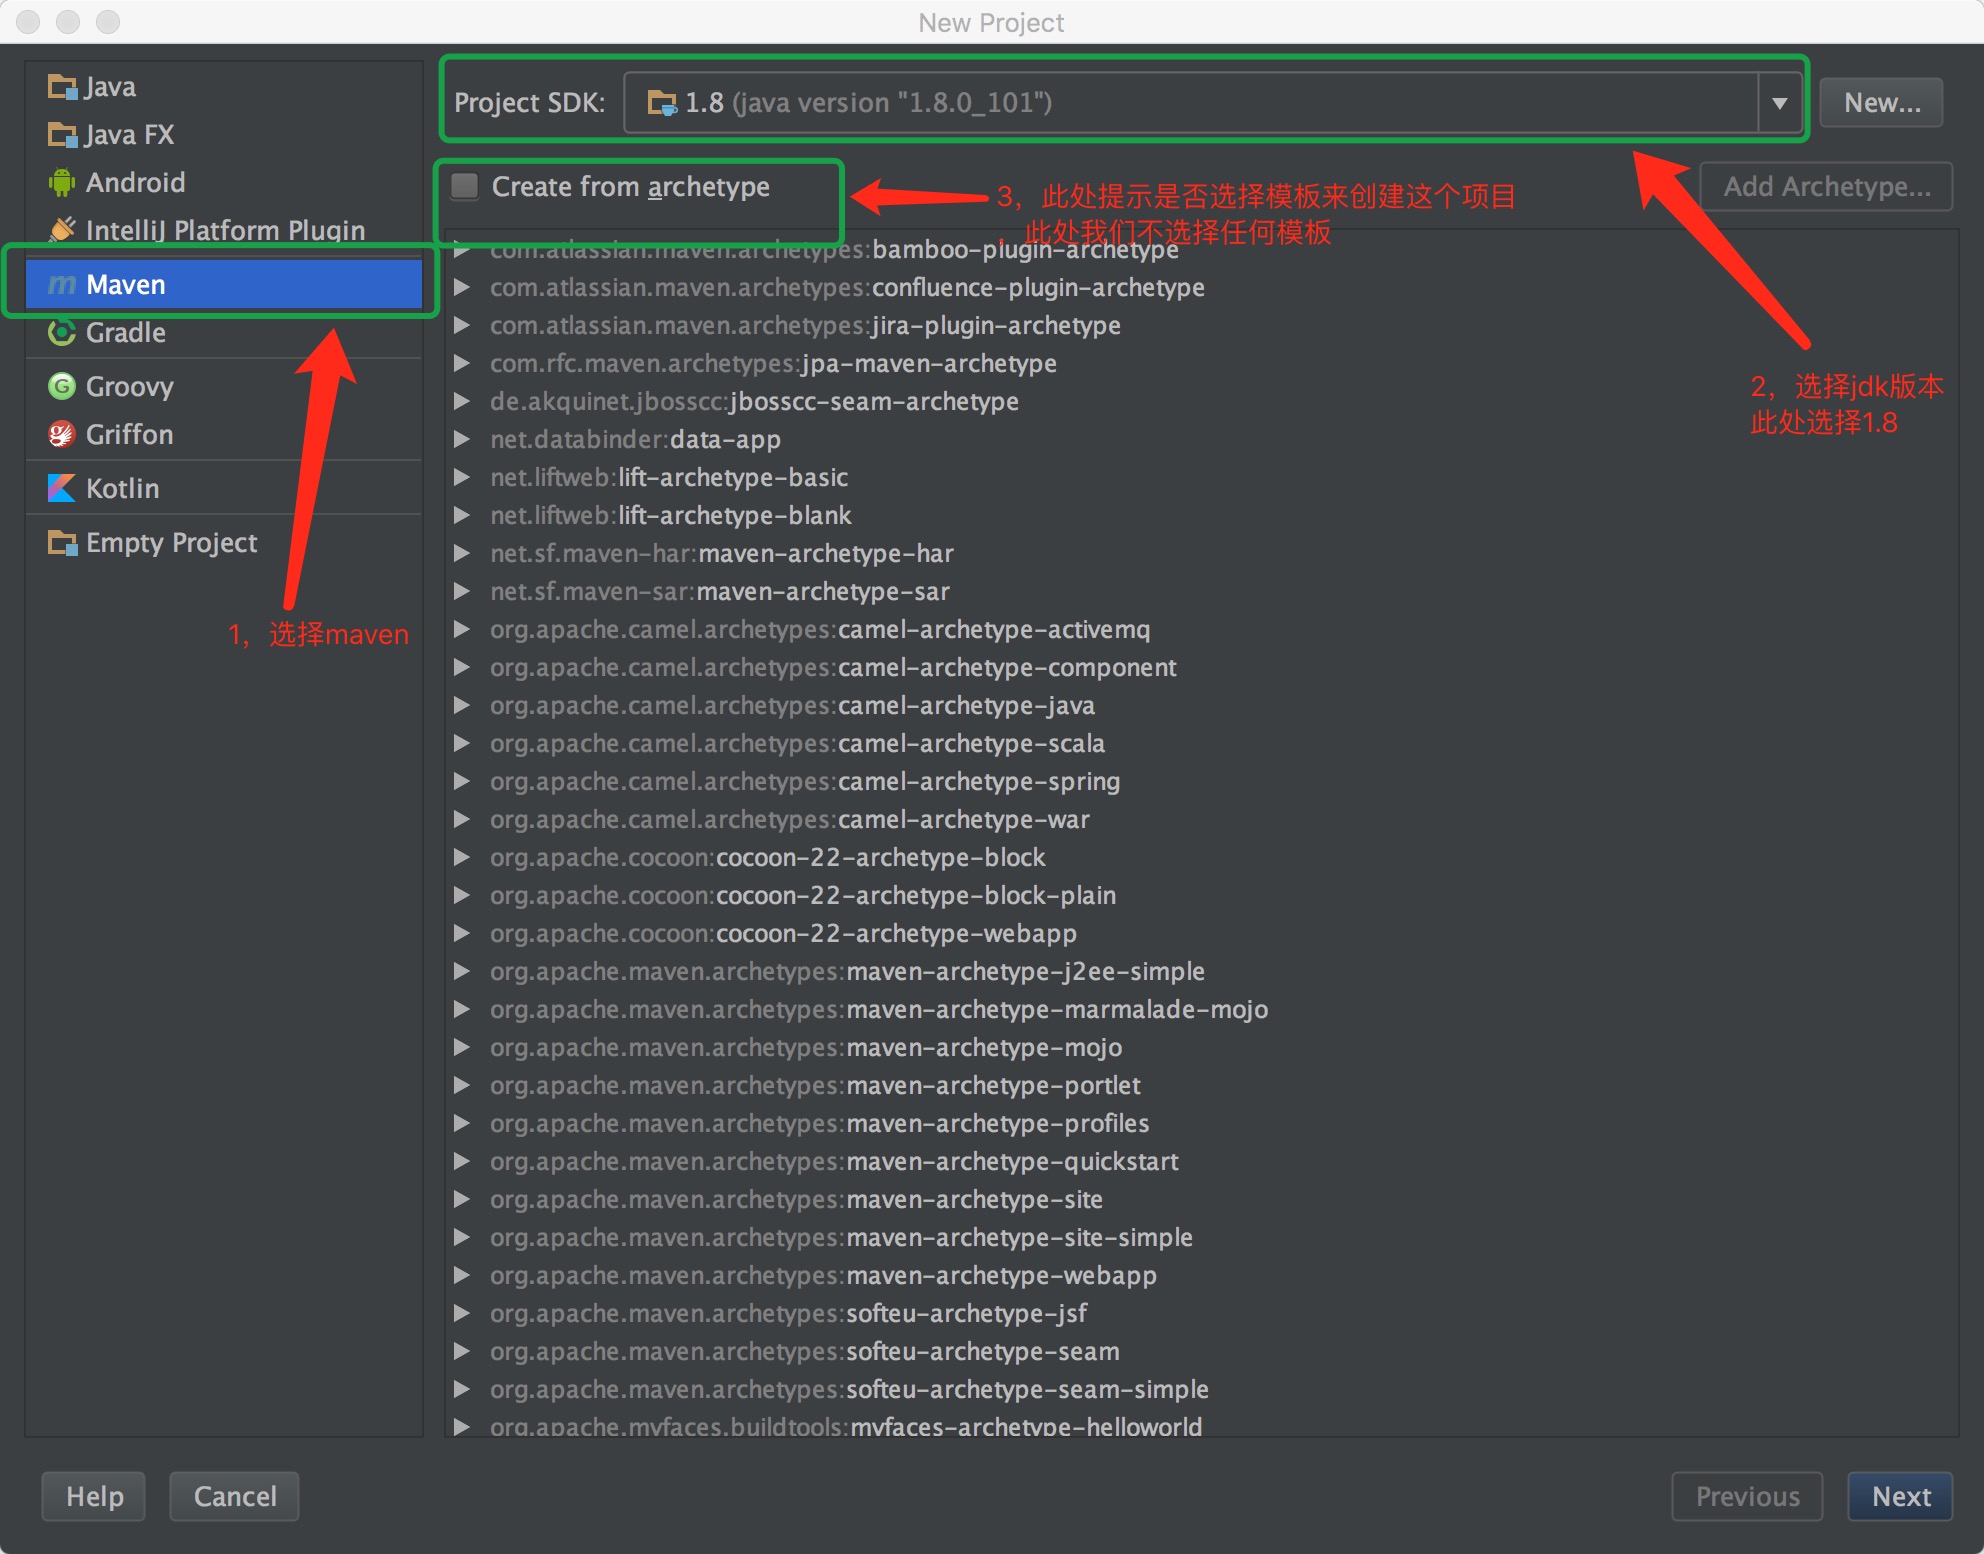 New Project
Java
Java FX
Android
IntelliJ Platform Plugin
Maven
Gradle
Groovy
Griffon
Kotlin
Empty Project
1，选择maven
Project SDK: 1.8 (java version "1.8.0_101")
New...
Create from archetype
3，此处提示是否选择模板来创建这个项目
，此处我们不选择任何模板
Add Archetype...
2，选择jdk版本
此处选择1.8
com.atlassian.maven.archetypes:bamboo-plugin-archetype
com.atlassian.maven.archetypes:confluence-plugin-archetype
com.atlassian.maven.archetypes:jira-plugin-archetype
com.rfc.maven.archetypes:jpa-maven-archetype
de.akquinet.jbosscc:jbosscc-seam-archetype
net.databinder:data-app
net.liftweb:lift-archetype-basic
net.liftweb:lift-archetype-blank
net.sf.maven-har:maven-archetype-har
net.sf.maven-sar:maven-archetype-sar
org.apache.camel.archetypes:camel-archetype-activemq
org.apache.camel.archetypes:camel-archetype-component
org.apache.camel.archetypes:camel-archetype-java
org.apache.camel.archetypes:camel-archetype-scala
org.apache.camel.archetypes:camel-archetype-spring
org.apache.camel.archetypes:camel-archetype-war
org.apache.cocoon:cocoon-22-archetype-block
org.apache.cocoon:cocoon-22-archetype-block-plain
org.apache.cocoon:cocoon-22-archetype-webapp
org.apache.maven.archetypes:maven-archetype-j2ee-simple
org.apache.maven.archetypes:maven-archetype-marmalade-mojo
org.apache.maven.archetypes:maven-archetype-mojo
org.apache.maven.archetypes:maven-archetype-portlet
org.apache.maven.archetypes:maven-archetype-profiles
org.apache.maven.archetypes:maven-archetype-quickstart
org.apache.maven.archetypes:maven-archetype-site
org.apache.maven.archetypes:maven-archetype-site-simple
org.apache.maven.archetypes:maven-archetype-webapp
org.apache.maven.archetypes:softeu-archetype-jsf
org.apache.maven.archetypes:softeu-archetype-seam
org.apache.maven.archetypes:softeu-archetype-seam-simple
org.apache.myfaces.buildtools:myfaces-archetype-helloworld
Help
Cancel
Previous
Next